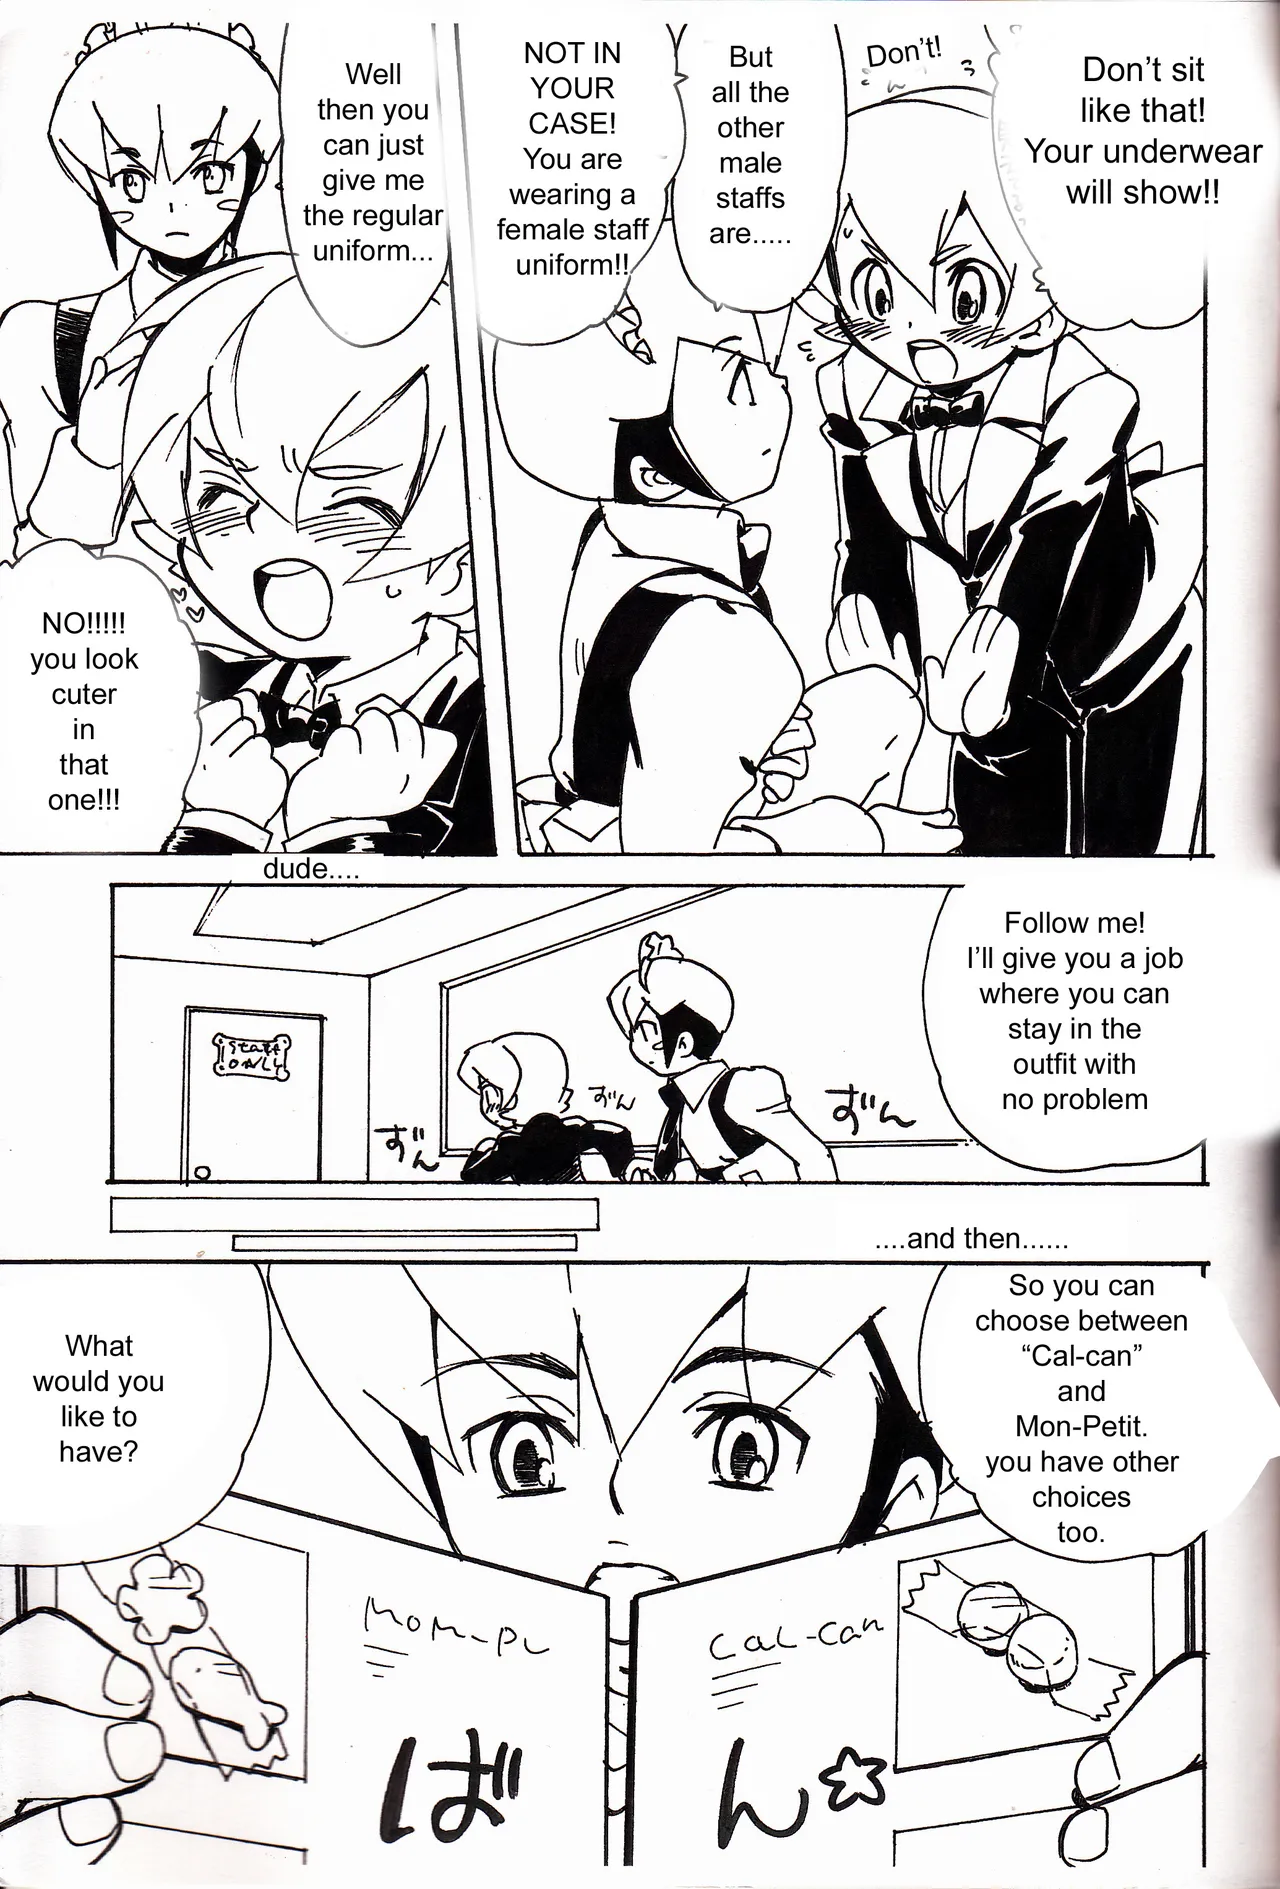 Don't sit
like that!
Your underwear
will show!!
Don't!
But
all the
other
male
staffs
are.....
NOT IN
YOUR
CASE!
You are
wearing a
female staff
uniform!!
Well
then you
can just
give me
the regular
uniform...
NO!!!!!
you look
cuter
in
that
one!!!
dude....
Follow me!
I'll give you a job
where you can
stay in the
outfit with
no problem
STAFF
ONLY
ずん
ずん
ずん
....and then......
So you can
choose between
“Cal-can”
and
Mon-Petit.
you have other
choices
too.
What
would you
like to
have?
MOM-PU
CAL-CAN
ばん☆